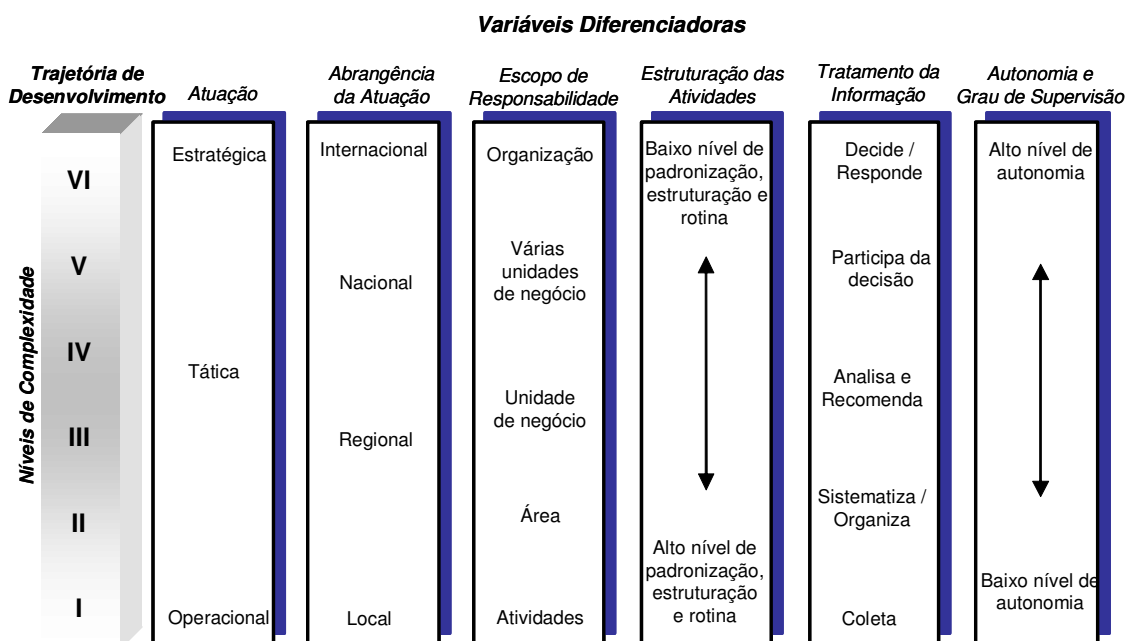 Variáveis Diferenciadoras
Trajetória de
Desenvolvimento
Níveis de Complexidade
VI
V
IV
III
II
I
Atuação
Estratégica
Tática
Operacional
Abrangência
da Atuação
Internacional
Nacional
Regional
Local
Escopo de
Responsabilidade
Organização
Várias
unidades
de negócio
Unidade
de negócio
Área
Atividades
Estruturação das
Atividades
Baixo nível de
padronização,
estruturação e
rotina
Alto nível de
padronização,
estruturação
e rotina
Tratamento da
Informação
Decide /
Responde
Participa da
decisão
Analisa e
Recomenda
Sistematiza /
Organiza
Coleta
Autonomia e
Grau de Supervisão
Alto nível de
autonomia
Baixo nível de
autonomia